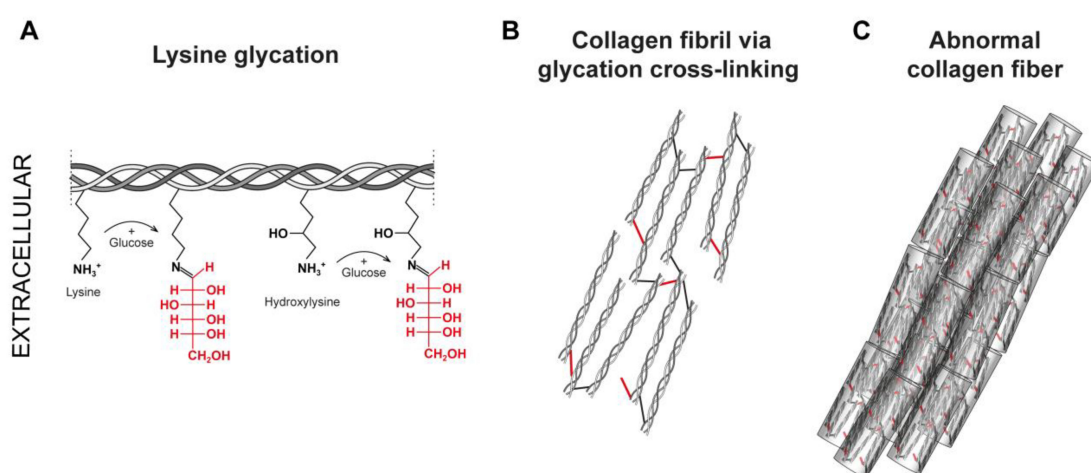 A
Lysine glycation
B
Collagen fibril via
glycation cross-linking
C
Abnormal
collagen fiber
EXTRACELLULAR
+
Glucose
NH₃⁺
Lysine
N
H
H OH
HO H
H OH
H OH
CH₂OH
HO
NH₃⁺
Hydroxylysine
+
Glucose
HO
N
H
H OH
HO H
H OH
H OH
CH₂OH